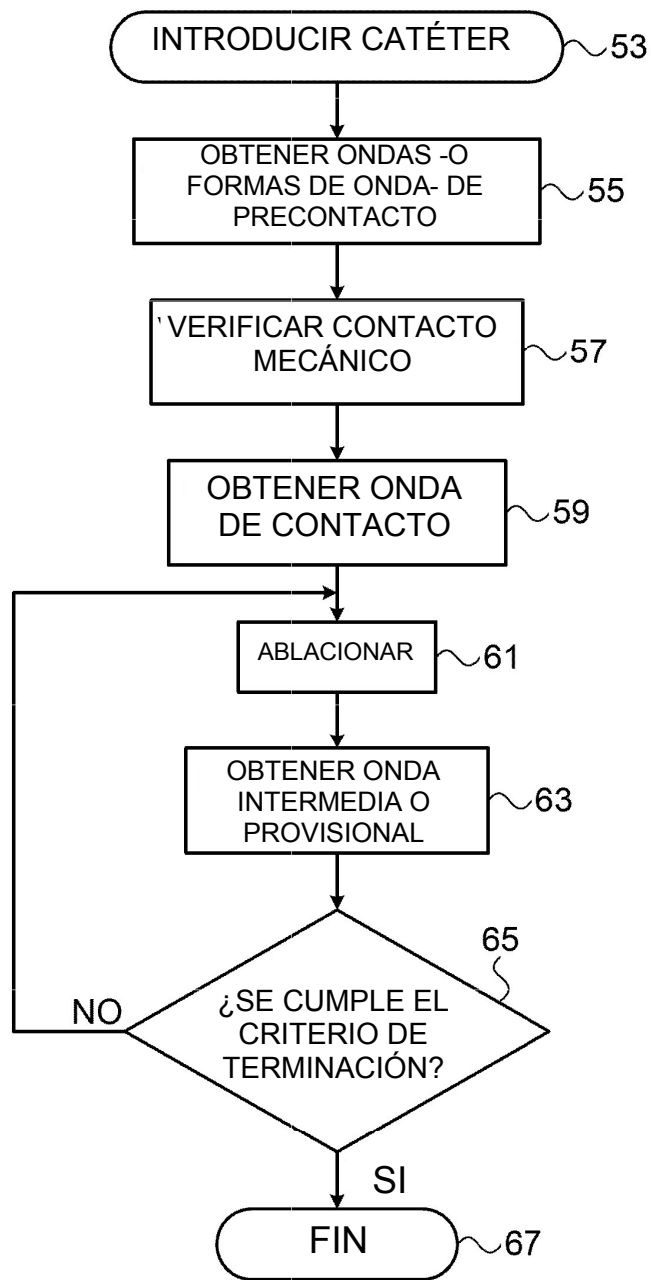 INTRODUCIR CATÉTER
53
OBTENER ONDAS -O
FORMAS DE ONDA- DE
PRECONTACTO
55
VERIFICAR CONTACTO
MECÁNICO
57
OBTENER ONDA
DE CONTACTO
59
ABLACIONAR
61
OBTENER ONDA
INTERMEDIA O
PROVISIONAL
63
65
¿SE CUMPLE EL
CRITERIO DE
TERMINACIÓN?
NO
SI
FIN
67